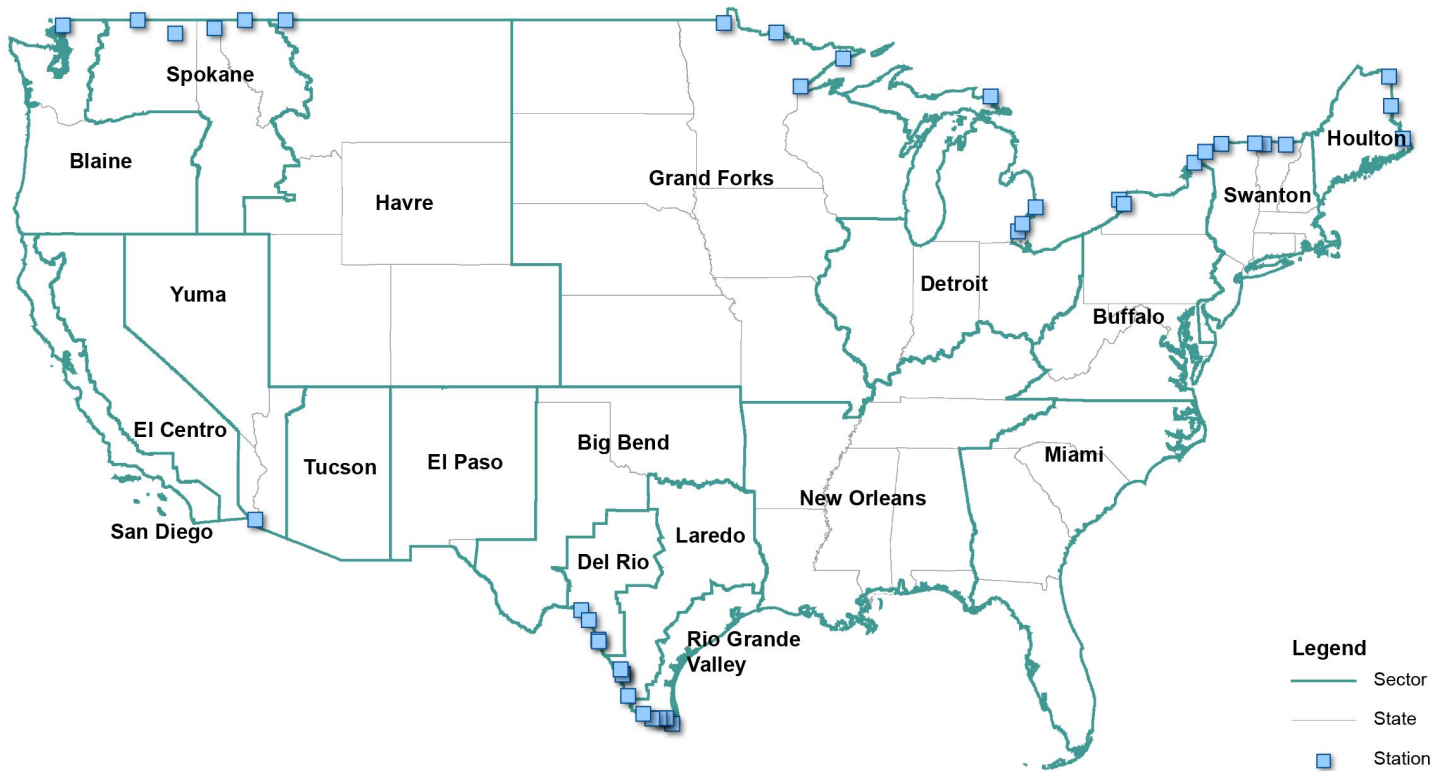 Spokane
Blaine
Houlton
Grand Forks
Swanton
Havre
Yuma
Detroit
Buffalo
El Centro
Big Bend
Tucson
El Paso
Miami
New Orleans
San Diego
Laredo
Del Rio
Rio Grande
Valley
Legend
Sector
State
Station